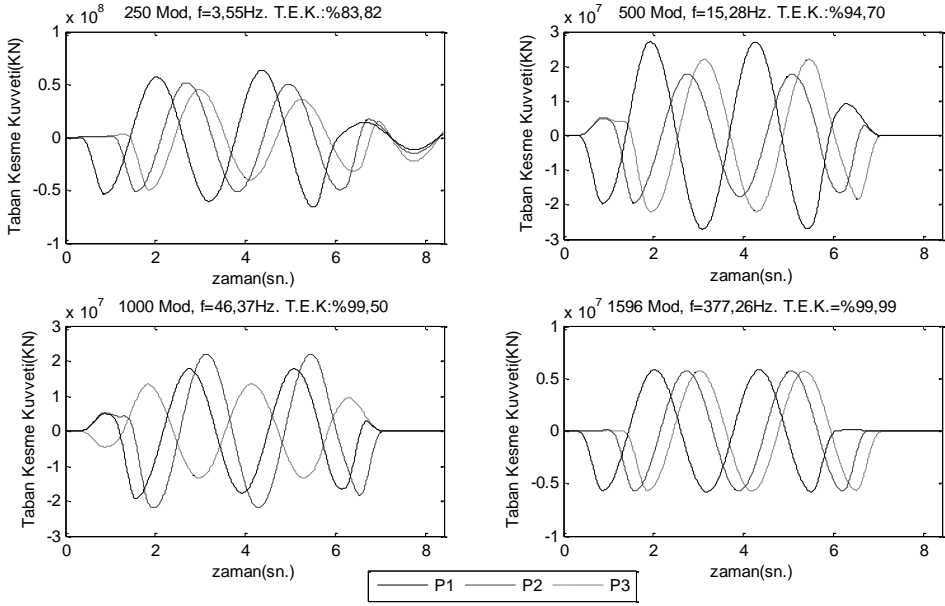 250 Mod, f=3,55Hz. T.E.K.:%83,82
x 10^8
Taban Kesme Kuvveti(KN)
1
0.5
0
-0.5
-1
0 2 4 6 8
zaman(sn.)
500 Mod, f=15,28Hz. T.E.K.:%94,70
x 10^7
Taban Kesme Kuvveti(KN)
3
2
1
0
-1
-2
-3
0 2 4 6 8
zaman(sn.)
1000 Mod, f=46,37Hz. T.E.K:%99,50
x 10^7
Taban Kesme Kuvveti(KN)
3
2
1
0
-1
-2
-3
0 2 4 6 8
zaman(sn.)
1596 Mod, f=377,26Hz. T.E.K.=%99,99
x 10^7
Taban Kesme Kuvveti(KN)
1
0.5
0
-0.5
-1
0 2 4 6 8
zaman(sn.)
P1 P2 P3